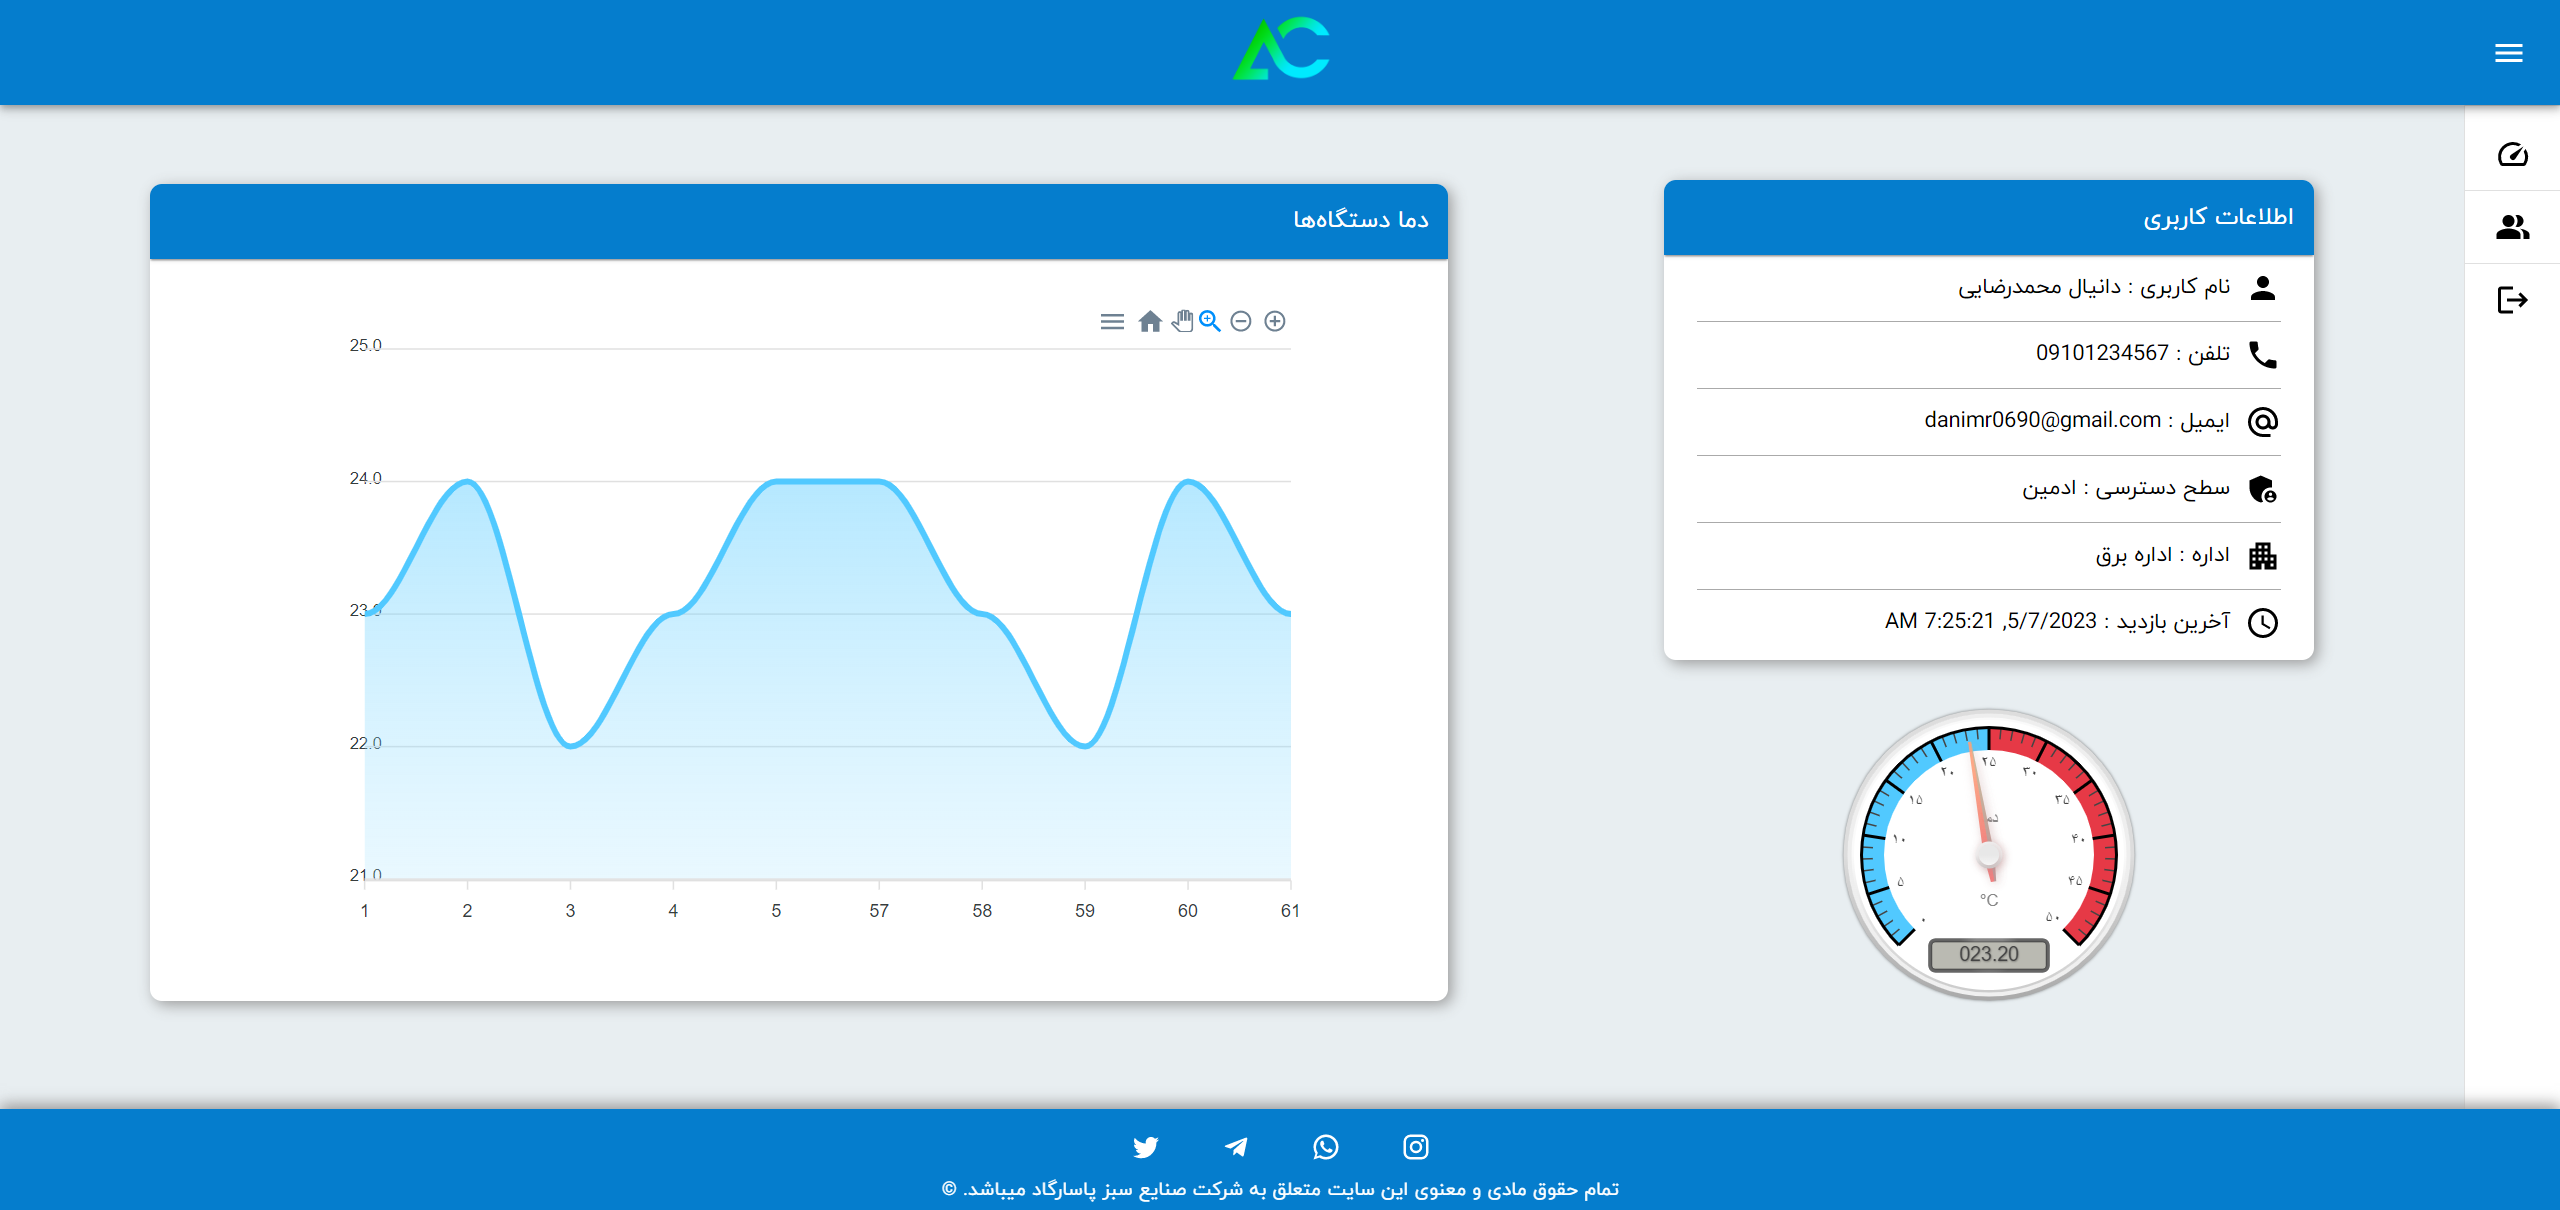 AC
اطلاعات کاربری
نام کاربری : دانیال محمدرضایی
تلفن : 09101234567
ایمیل : danimr0690@gmail.com
سطح دسترسی : ادمین
اداره : اداره برق
آخرین بازدید : 5/7/2023, 7:25:21 AM
دما دستگاه‌ها
25.0
24.0
23.0
22.0
21.0
1 2 3 4 5 57 58 59 60 61
۰ ۵ ۱۰ ۱۵ ۲۰ ۲۵ ۳۰ ۳۵ ۴۰ ۴۵ ۵۰
°C
023.20
تمام حقوق مادی و معنوی این سایت متعلق به شرکت صنایع سبز پاسارگاد میباشد. ©